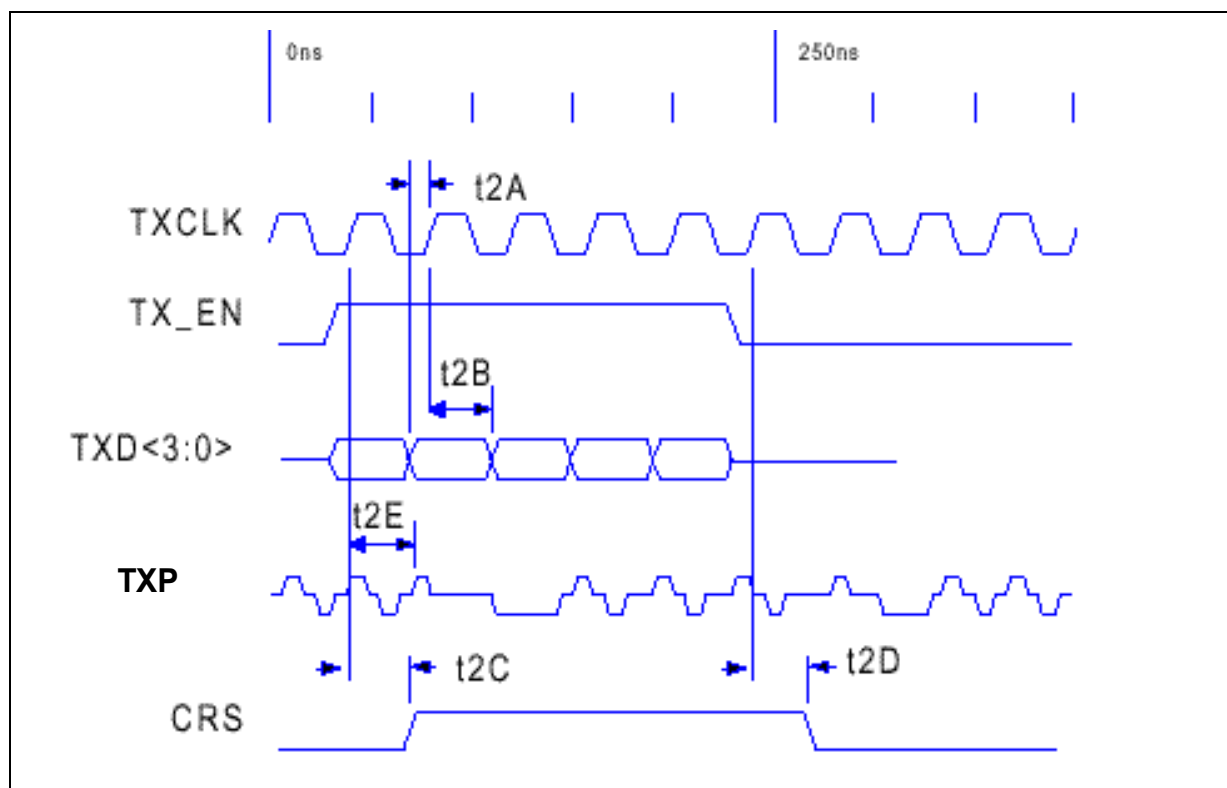 0ns 250ns
t2A
TXCLK
TX_EN
t2B
TXD<3:0>
t2E
TXP
t2C t2D
CRS